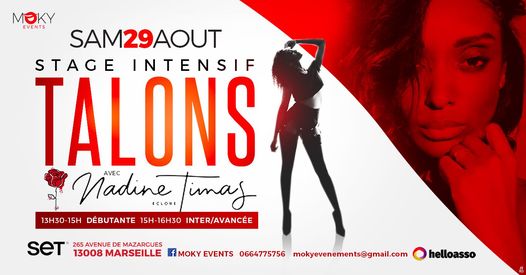 MOKY
EVENTS
SAM29AOUT
STAGE INTENSIF
TALONS
AVEC
Nadine Timas
ECLONE
13H30-15H DÉBUTANTE 15H-16H30 INTER/AVANCÉE
SET
265 AVENUE DE MAZARGUES
13008 MARSEILLE
MOKY EVENTS 0664775756 mokyevenements@gmail.com helloasso